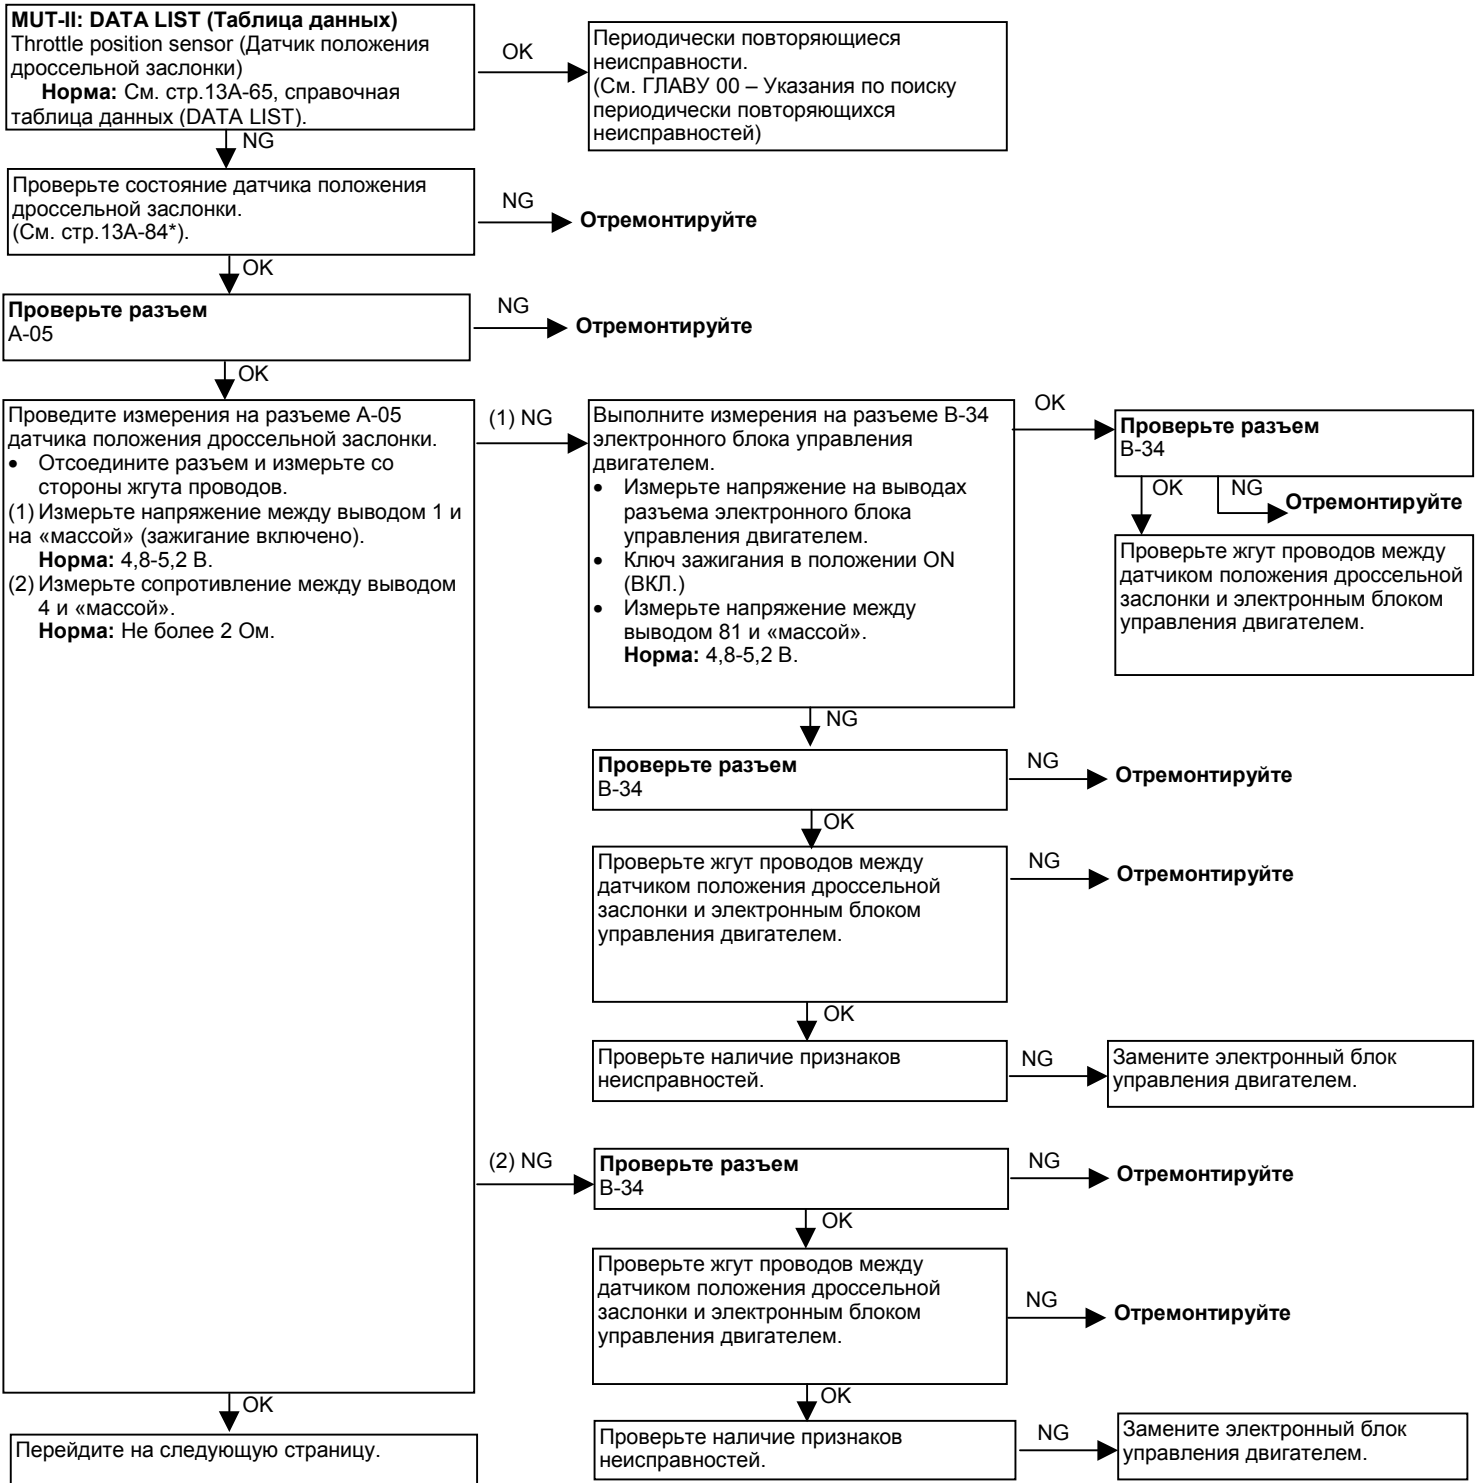 MUT-II: DATA LIST (Таблица данных)
Throttle position sensor (Датчик положения
дроссельной заслонки)
Норма: См. стр.13А-65, справочная
таблица данных (DATA LIST).
OK
Периодически повторяющиеся
неисправности.
(См. ГЛАВУ 00 – Указания по поиску
периодически повторяющихся
неисправностей)
NG
Проверьте состояние датчика положения
дроссельной заслонки.
(См. стр.13А-84*).
NG
Отремонтируйте
OK
Проверьте разъем
А-05
NG
Отремонтируйте
OK
Проведите измерения на разъеме А-05
датчика положения дроссельной заслонки.
• Отсоедините разъем и измерьте со
стороны жгута проводов.
(1) Измерьте напряжение между выводом 1 и
на «массой» (зажигание включено).
Норма: 4,8-5,2 В.
(2) Измерьте сопротивление между выводом
4 и «массой».
Норма: Не более 2 Ом.
(1) NG
Выполните измерения на разъеме В-34
электронного блока управления
двигателем.
• Измерьте напряжение на выводах
разъема электронного блока
управления двигателем.
• Ключ зажигания в положении ON
(ВКЛ.)
• Измерьте напряжение между
выводом 81 и «массой».
Норма: 4,8-5,2 В.
OK
Проверьте разъем
В-34
OK
NG
Отремонтируйте
Проверьте жгут проводов между
датчиком положения дроссельной
заслонки и электронным блоком
управления двигателем.
NG
Проверьте разъем
В-34
NG
Отремонтируйте
OK
Проверьте жгут проводов между
датчиком положения дроссельной
заслонки и электронным блоком
управления двигателем.
NG
Отремонтируйте
OK
Проверьте наличие признаков
неисправностей.
NG
Замените электронный блок
управления двигателем.
(2) NG
Проверьте разъем
В-34
NG
Отремонтируйте
OK
Проверьте жгут проводов между
датчиком положения дроссельной
заслонки и электронным блоком
управления двигателем.
NG
Отремонтируйте
OK
Проверьте наличие признаков
неисправностей.
NG
Замените электронный блок
управления двигателем.
OK
Перейдите на следующую страницу.